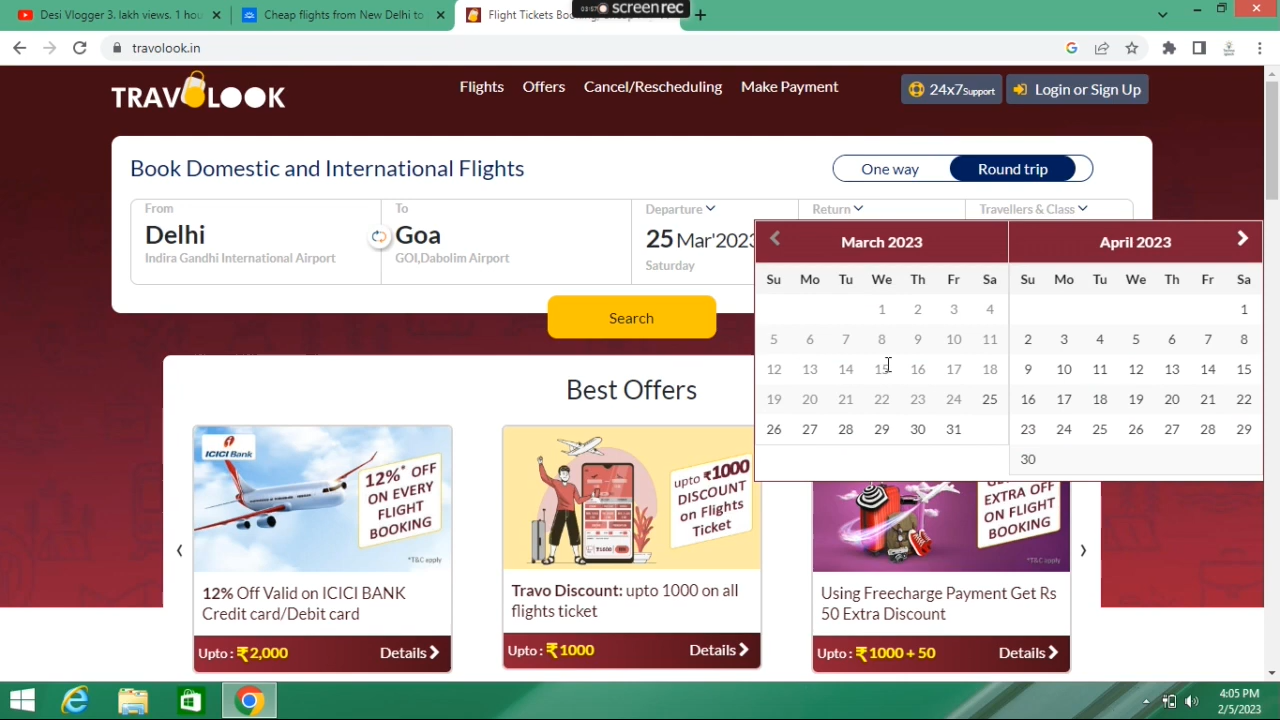 Desi Vlogger 3. lakh views. 1 hou
Cheap flights from New Delhi to
Flight Tickets Booking,
screenrec
travolook.in
TRAVOLOOK
Flights
Offers
Cancel/Rescheduling
Make Payment
24x7Support
Login or Sign Up
Book Domestic and International Flights
One way
Round trip
From
Delhi
Indira Gandhi International Airport
To
Goa
GOI,Dabolim Airport
Departure
25 Mar'2023
Saturday
Return
Travellers & Class
March 2023
Su Mo Tu We Th Fr Sa
1 2 3 4
5 6 7 8 9 10 11
12 13 14 15 16 17 18
19 20 21 22 23 24 25
26 27 28 29 30 31
April 2023
Su Mo Tu We Th Fr Sa
1
2 3 4 5 6 7 8
9 10 11 12 13 14 15
16 17 18 19 20 21 22
23 24 25 26 27 28 29
30
Search
Best Offers
ICICI Bank
12%* OFF
ON EVERY
FLIGHT
BOOKING
*T&C apply
12% Off Valid on ICICI BANK
Credit card/Debit card
Upto : ₹2,000
Details
upto ₹1000
DISCOUNT
on Flights
Ticket
Travo Discount: upto 1000 on all
flights ticket
Upto : ₹1000
Details
EXTRA OFF
ON FLIGHT
BOOKING
*T&C apply
Using Freecharge Payment Get Rs
50 Extra Discount
Upto : ₹1000 + 50
Details
4:05 PM
2/5/2023